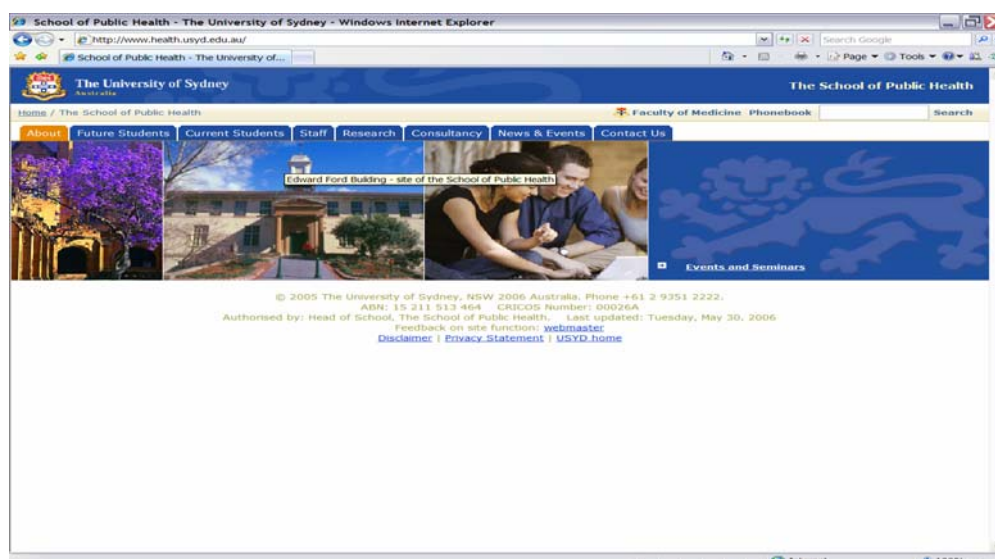 School of Public Health - The University of Sydney - Windows Internet Explorer
http://www.health.usyd.edu.au/
Search Google
School of Public Health - The University of...
Page
Tools
The University of Sydney
Australia
The School of Public Health
Home / The School of Public Health
Faculty of Medicine Phonebook
Search
About Future Students Current Students Staff Research Consultancy News & Events Contact Us
Edward Ford Building - site of the School of Public Health
Events and Seminars
© 2005 The University of Sydney, NSW 2006 Australia. Phone +61 2 9351 2222.
ABN: 15 211 513 464 CRICOS Number: 00026A
Authorised by: Head of School, The School of Public Health. Last updated: Tuesday, May 30, 2006
Feedback on site function: webmaster
Disclaimer | Privacy Statement | USYD home